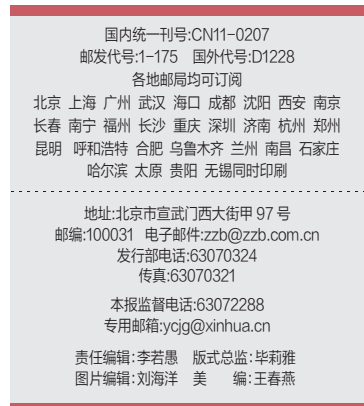 国内统一刊号:CN11-0207
邮发代号:1-175 国外代号:D1228
各地邮局均可订阅
北京 上海 广州 武汉 海口 成都 沈阳 西安 南京
长春 南宁 福州 长沙 重庆 深圳 济南 杭州 郑州
昆明 呼和浩特 合肥 乌鲁木齐 兰州 南昌 石家庄
哈尔滨 太原 贵阳 无锡同时印刷
地址:北京市宣武门西大街甲 97 号
邮编:100031 电子邮件:zzb@zzb.com.cn
发行部电话:63070324
传真:63070321
本报监督电话:63072288
专用邮箱:ycjg@xinhua.cn
责任编辑:李若愚 版式总监:毕莉雅
图片编辑:刘海洋 美 编:王春燕